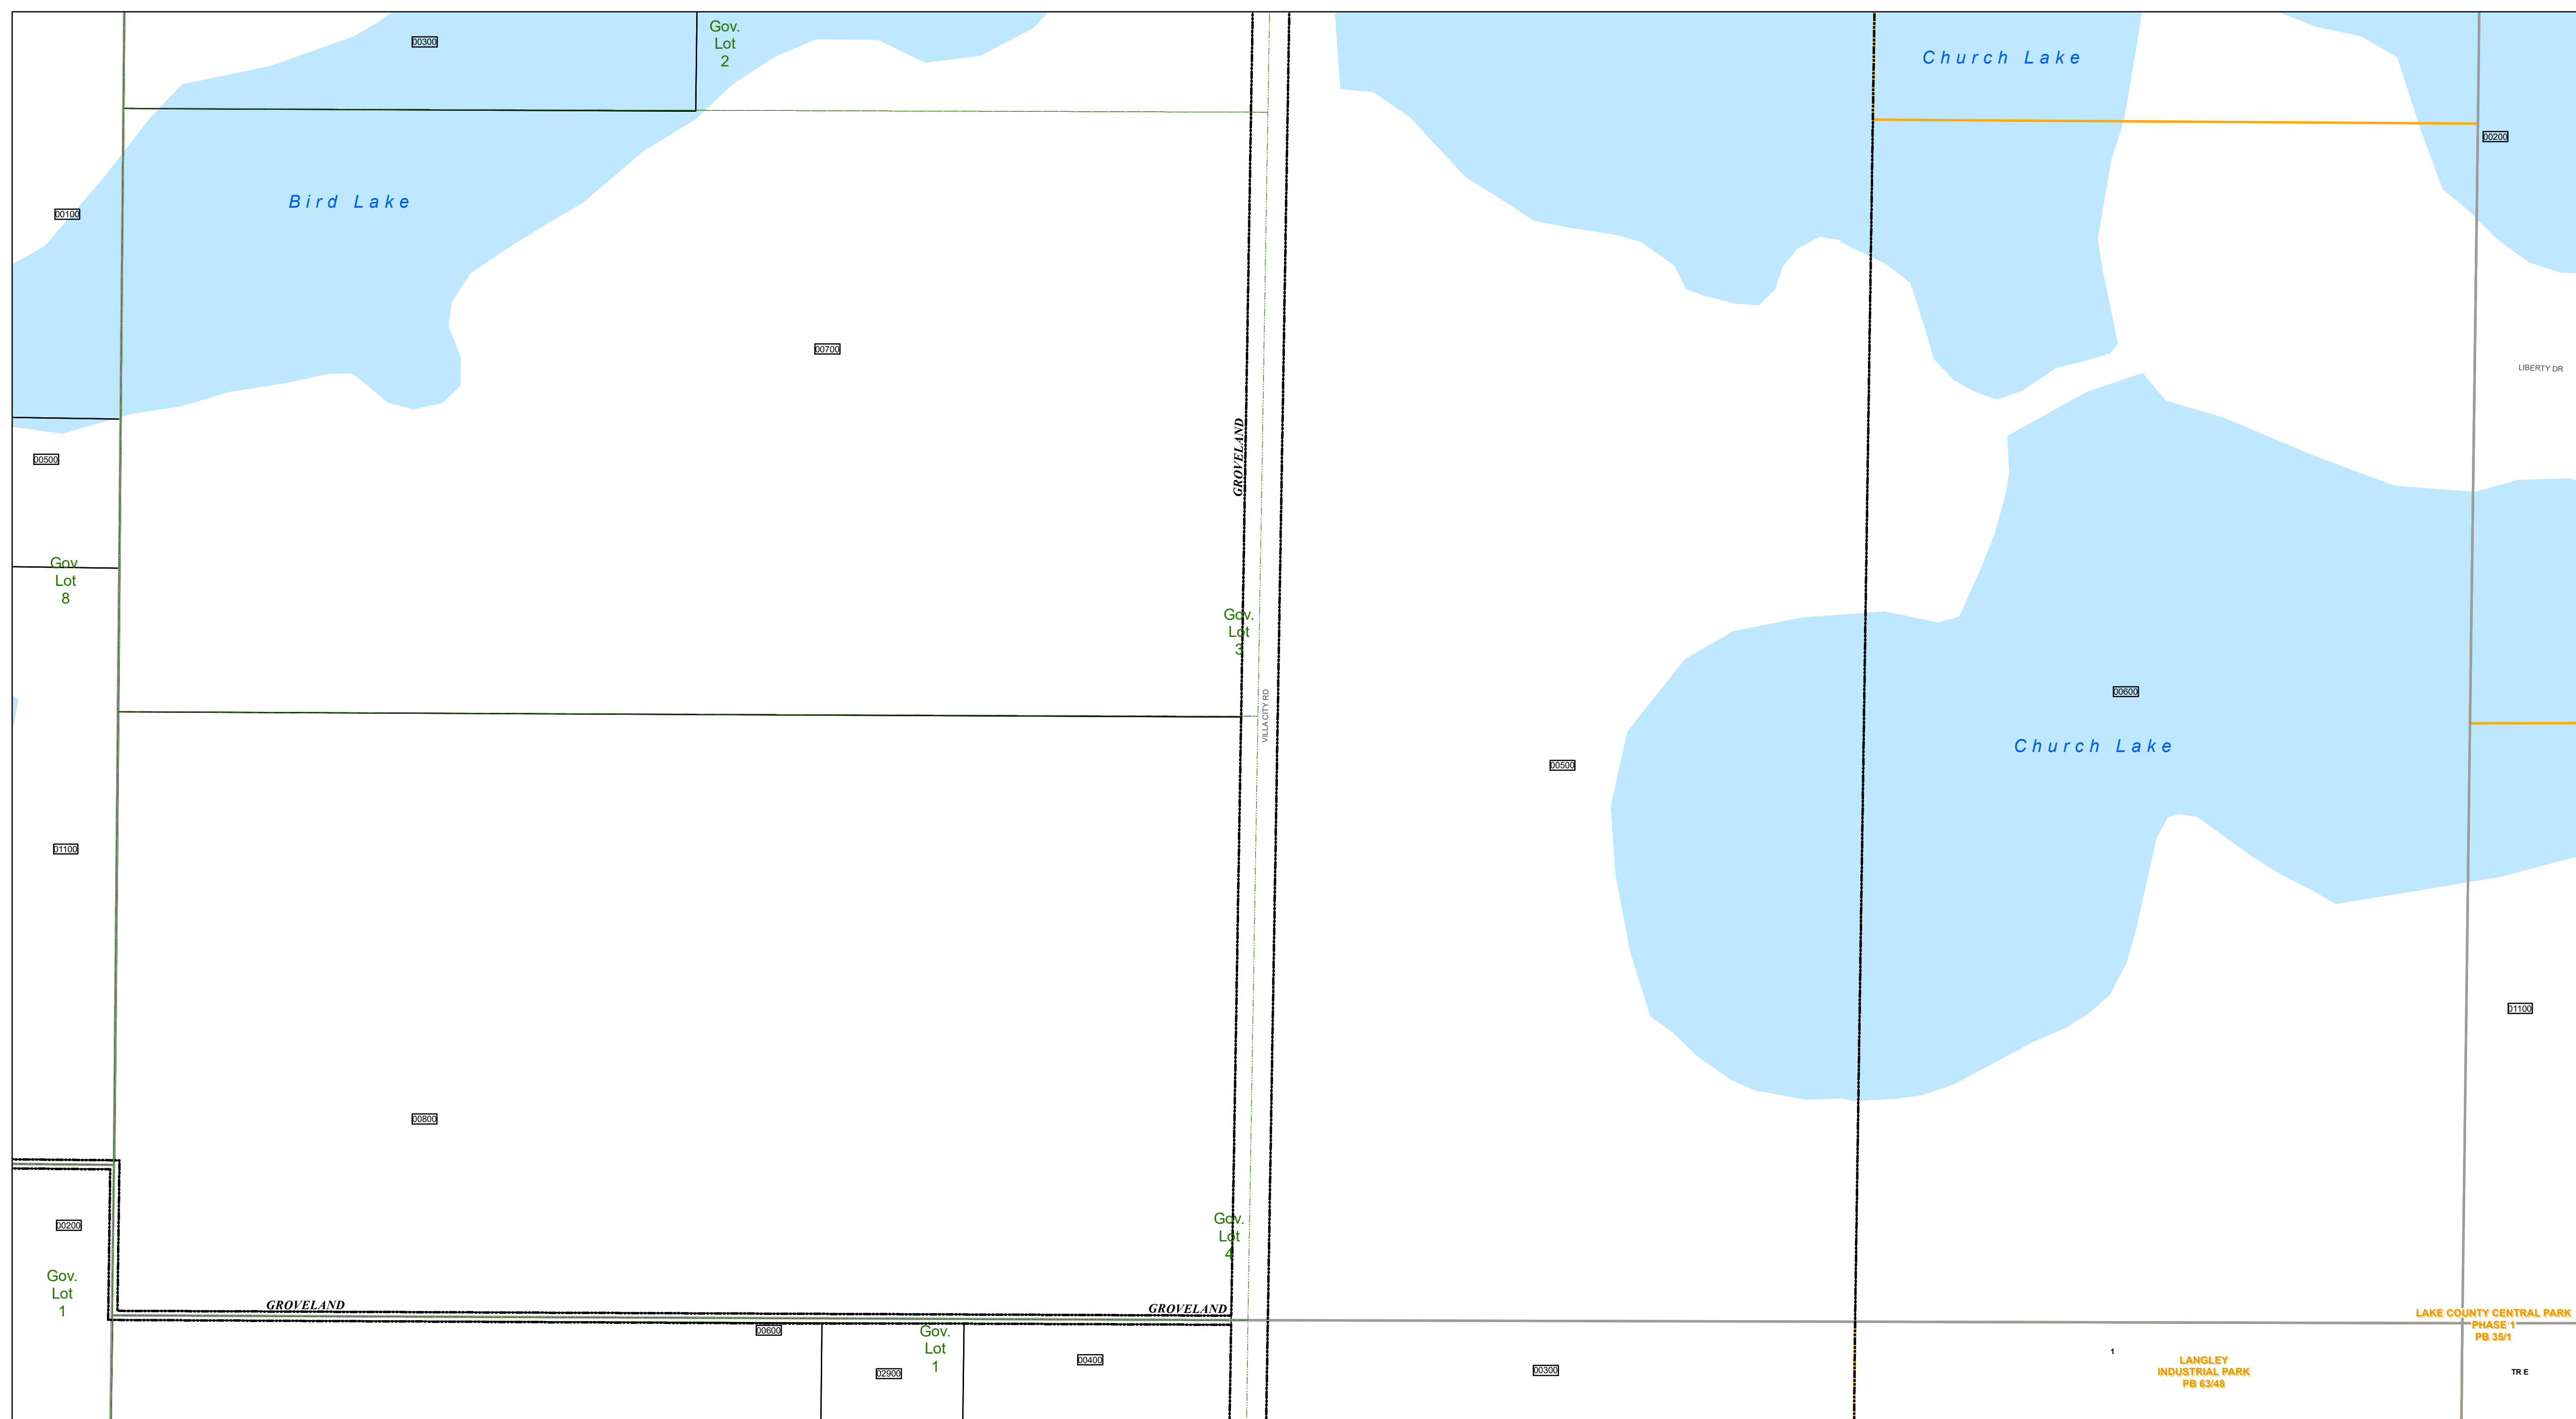 Gov.
Lot
2
00300
Church Lake
00200
Bird Lake
00100
00700
LIBERTY DR
GROVELAND
00500
Gov.
Lot
8
Gov.
Lot
3
VILLA CITY RD
00600
Church Lake
00500
01100
01100
00800
00200
Gov.
Lot
4
Gov.
Lot
1
GROVELAND
GROVELAND
00600
Gov.
Lot
1
02900
00400
00300
1
LANGLEY
INDUSTRIAL PARK
PB 63/48
LAKE COUNTY CENTRAL PARK
PHASE 1
PB 35/1
TR E